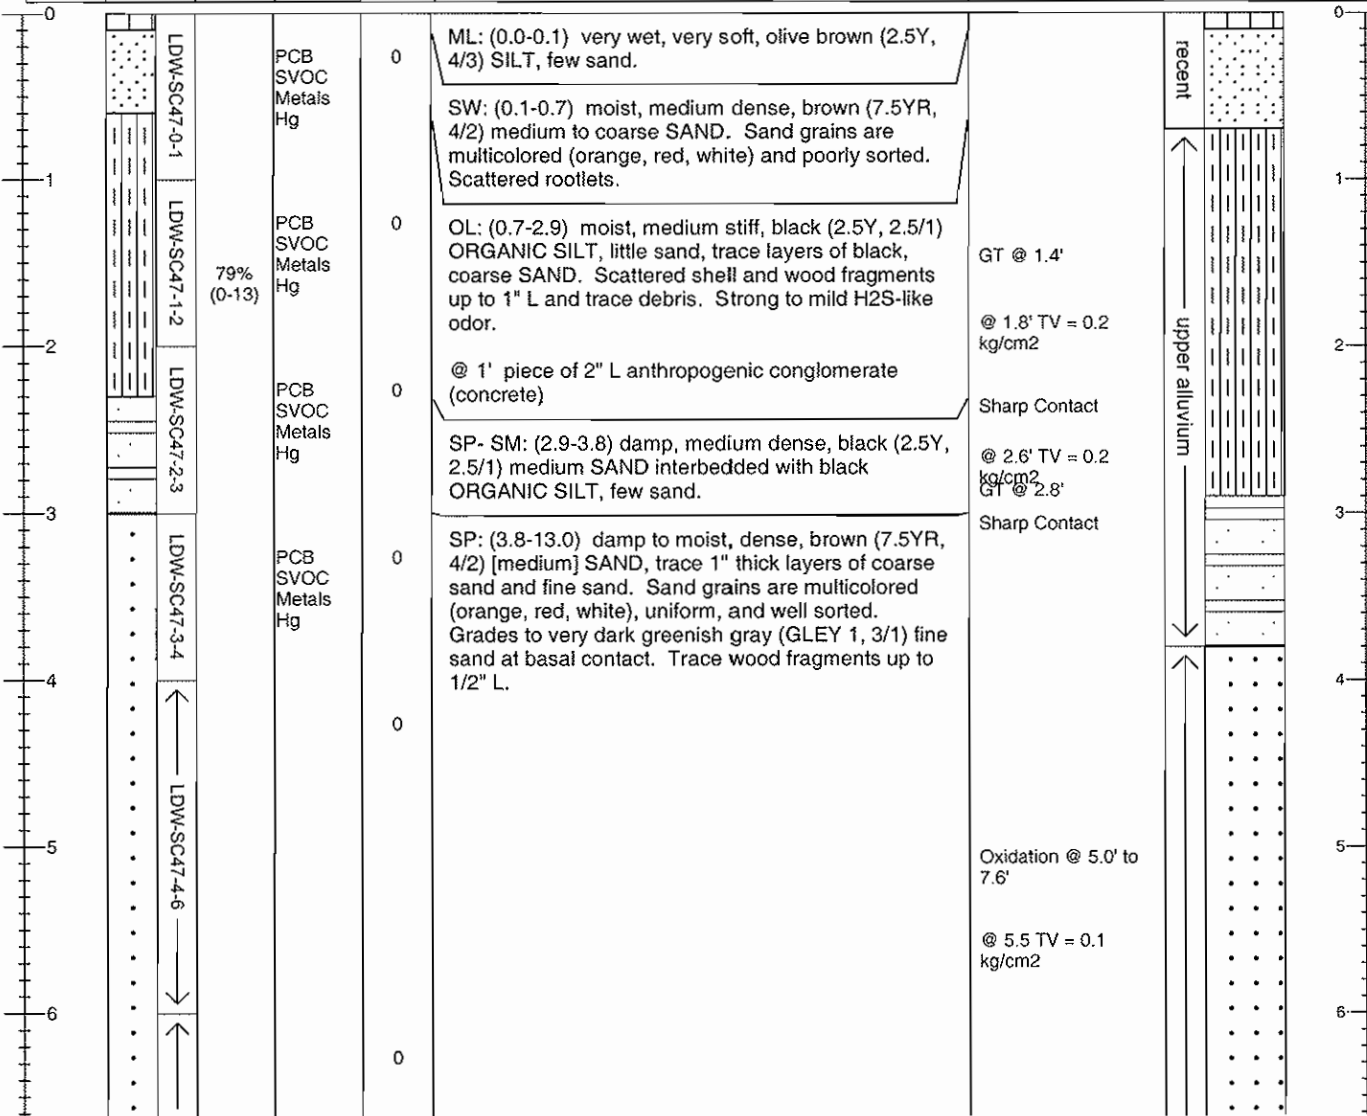 0
1
2
3
4
5
6
LDW-SC47-0-1
LDW-SC47-1-2
LDW-SC47-2-3
LDW-SC47-3-4
LDW-SC47-4-6
79%
(0-13)
PCB
SVOC
Metals
Hg
PCB
SVOC
Metals
Hg
PCB
SVOC
Metals
Hg
PCB
SVOC
Metals
Hg
0
0
0
0
0
0
ML: (0.0-0.1) very wet, very soft, olive brown (2.5Y,
4/3) SILT, few sand.
SW: (0.1-0.7) moist, medium dense, brown (7.5YR,
4/2) medium to coarse SAND. Sand grains are
multicolored (orange, red, white) and poorly sorted.
Scattered rootlets.
OL: (0.7-2.9) moist, medium stiff, black (2.5Y, 2.5/1)
ORGANIC SILT, little sand, trace layers of black,
coarse SAND. Scattered shell and wood fragments
up to 1" L and trace debris. Strong to mild H2S-like
odor.
@ 1' piece of 2" L anthropogenic conglomerate
(concrete)
SP- SM: (2.9-3.8) damp, medium dense, black (2.5Y,
2.5/1) medium SAND interbedded with black
ORGANIC SILT, few sand.
SP: (3.8-13.0) damp to moist, dense, brown (7.5YR,
4/2) [medium] SAND, trace 1" thick layers of coarse
sand and fine sand. Sand grains are multicolored
(orange, red, white), uniform, and well sorted.
Grades to very dark greenish gray (GLEY 1, 3/1) fine
sand at basal contact. Trace wood fragments up to
1/2" L.
GT @ 1.4'
@ 1.8' TV = 0.2
kg/cm2
Sharp Contact
@ 2.6' TV = 0.2
kg/cm2
GT @ 2.8'
Sharp Contact
Oxidation @ 5.0' to
7.6'
@ 5.5 TV = 0.1
kg/cm2
recent
upper alluvium
0
1
2
3
4
5
6